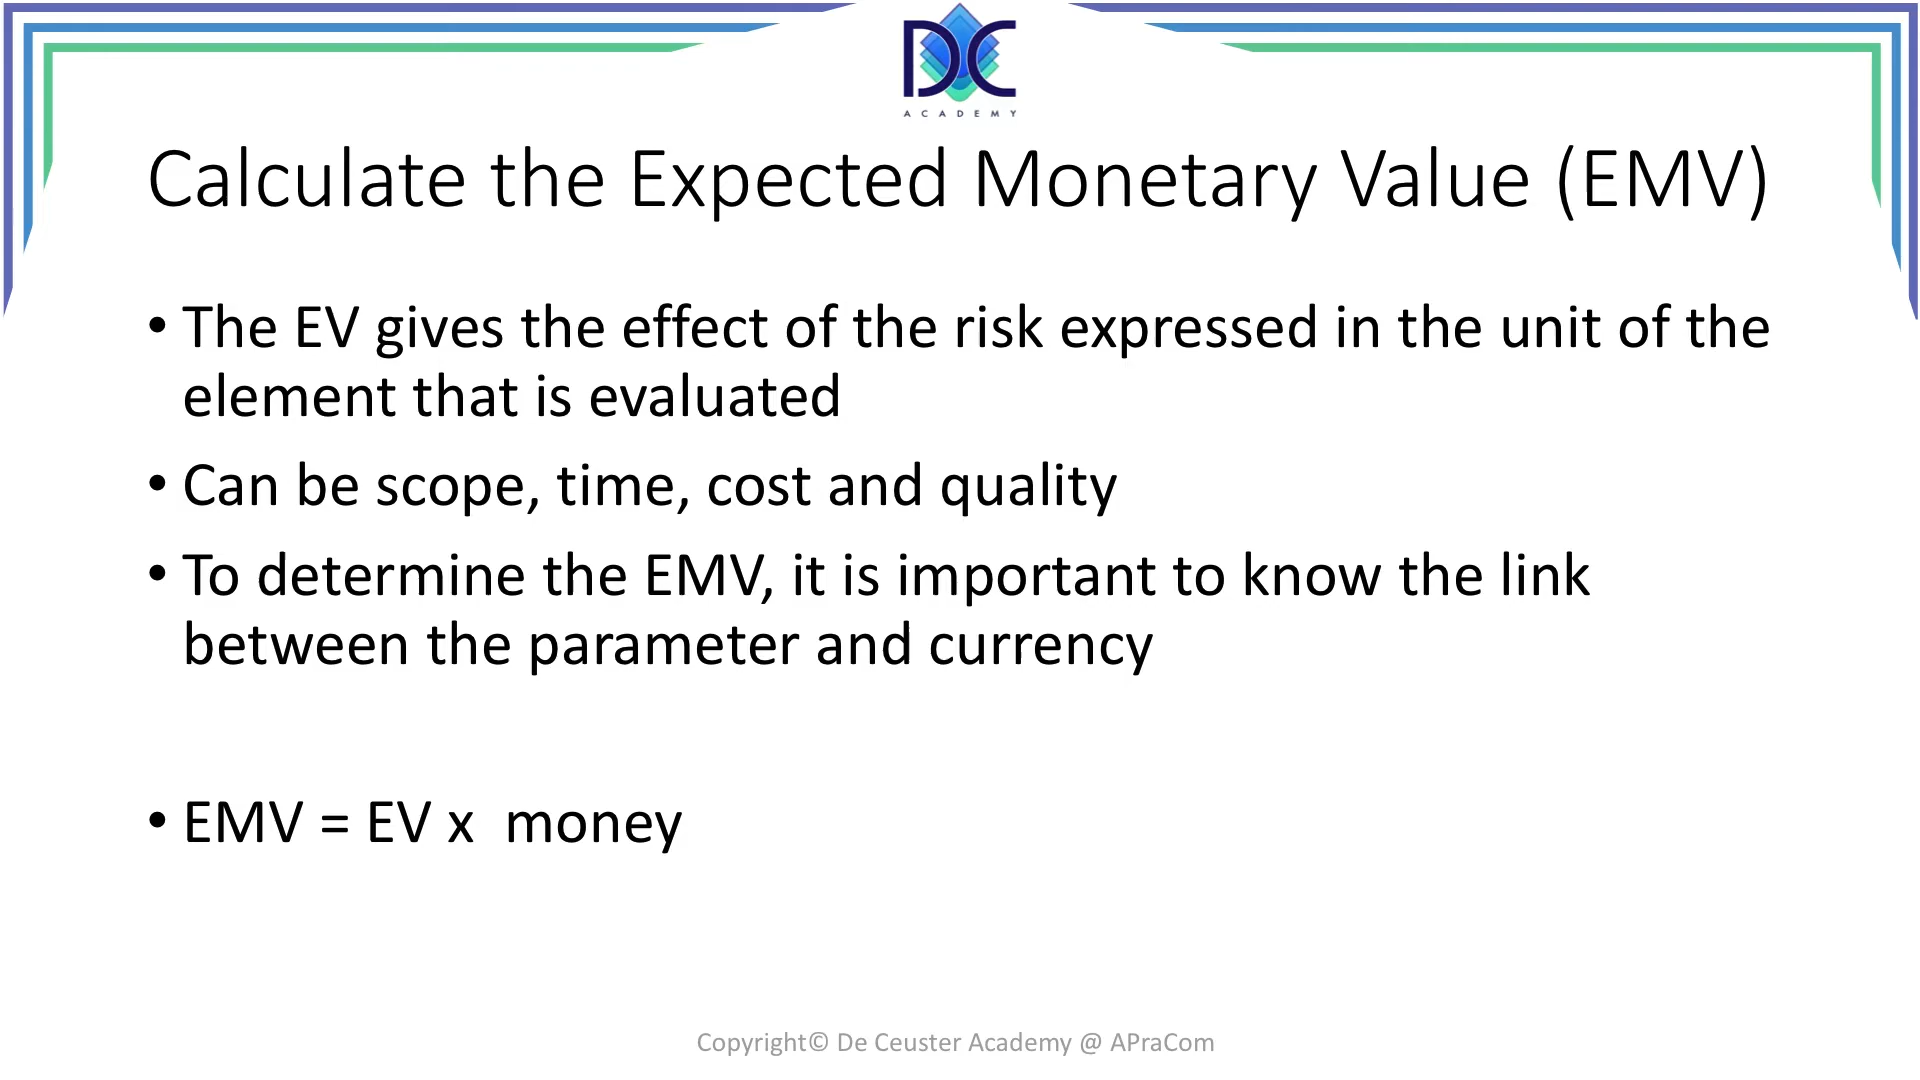 DC
ACADEMY
Calculate the Expected Monetary Value (EMV)
• The EV gives the effect of the risk expressed in the unit of the
element that is evaluated
• Can be scope, time, cost and quality
• To determine the EMV, it is important to know the link
between the parameter and currency
• EMV = EV x  money
Copyright© De Ceuster Academy @ APraCom